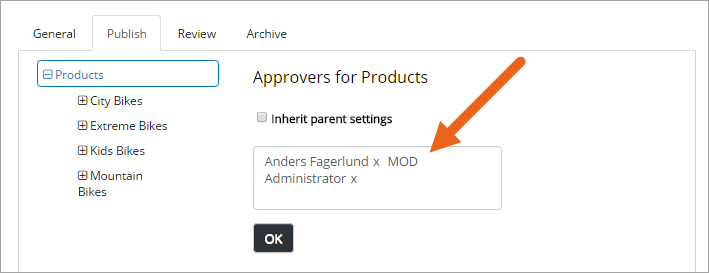 General Publish Review Archive
Products
City Bikes
Extreme Bikes
Kids Bikes
Mountain
Bikes
Approvers for Products
Inherit parent settings
Anders Fagerlund x MOD
Administrator x
OK